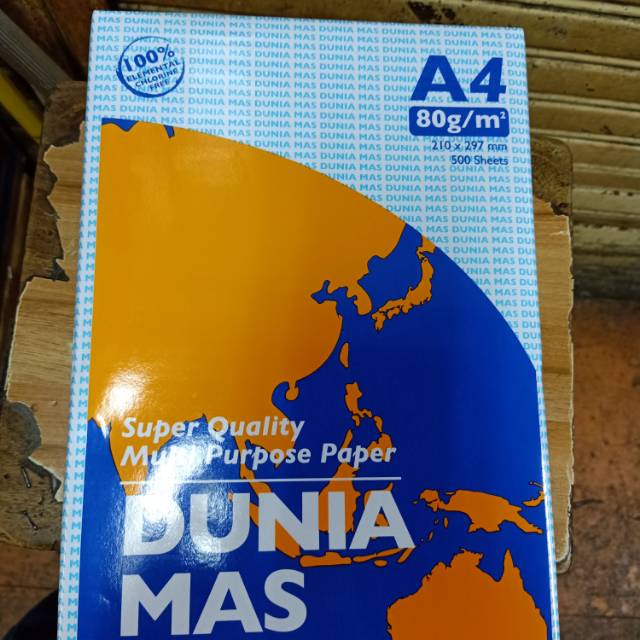 100%
ELEMENTAL
CHLORINE
FREE
A4
80g/m²
210 x 297 mm
500 Sheets
Super Quality
Multi Purpose Paper
DUNIA
MAS